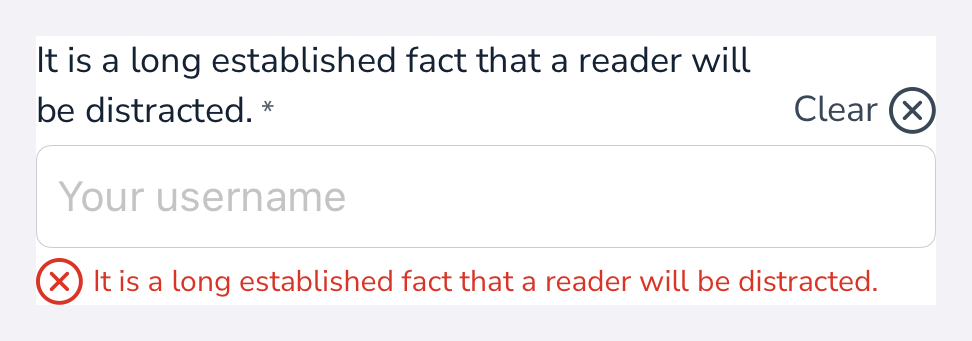 It is a long established fact that a reader will
be distracted. *
Clear
Your username
It is a long established fact that a reader will be distracted.